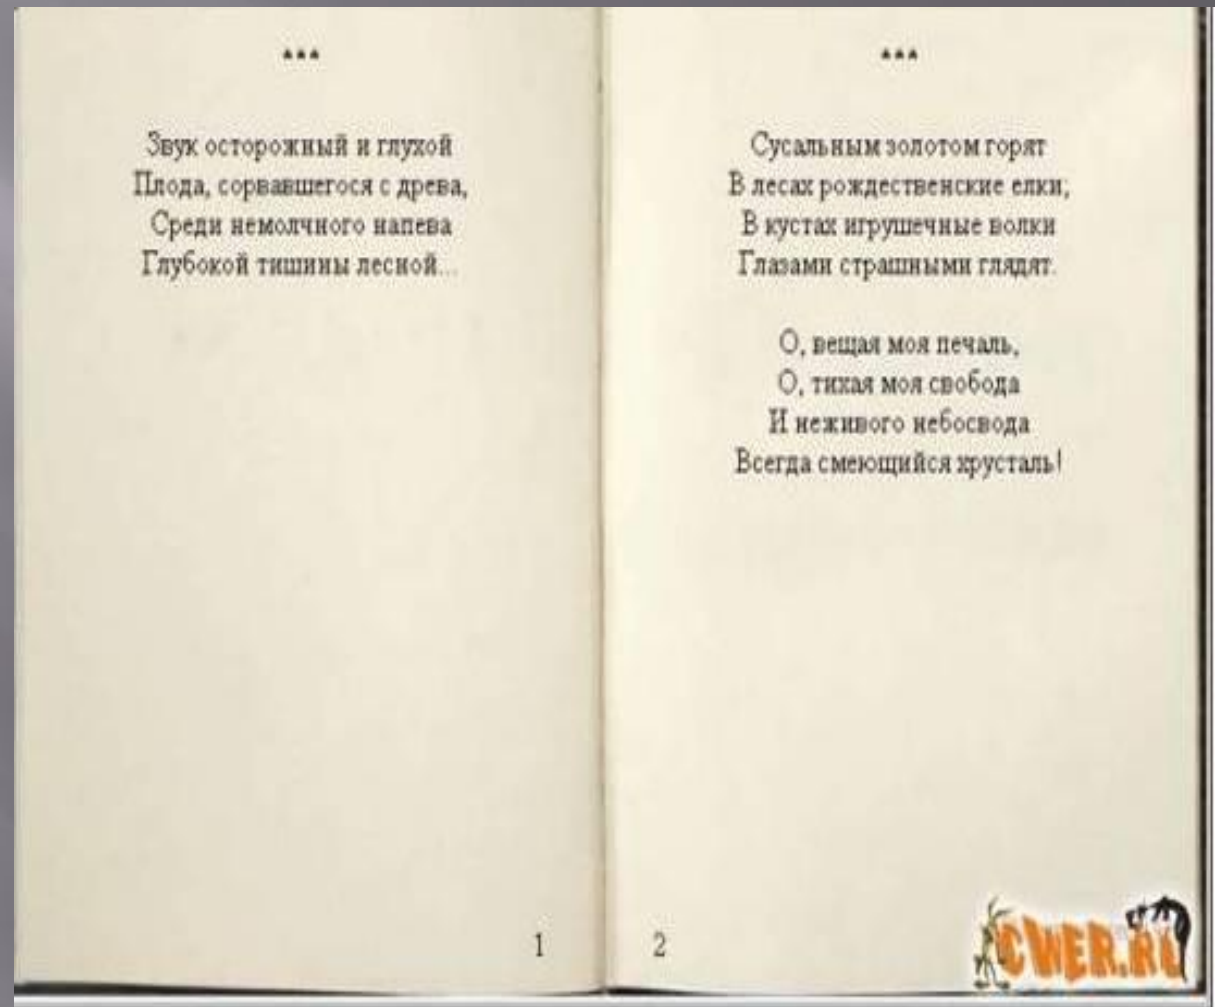 ***
Звук осторожный и глухой
Плода, сорвавшегося с древа,
Среди немолчного напева
Глубокой тишины лесной...
1
***
Сусальным золотом горят
В лесах рождественские елки;
В кустах игрушечные волки
Глазами страшными глядят.
О, вещая моя печаль,
О, тихая моя свобода
И неживого небосвода
Всегда смеющийся хрусталь!
2
CWER.RU